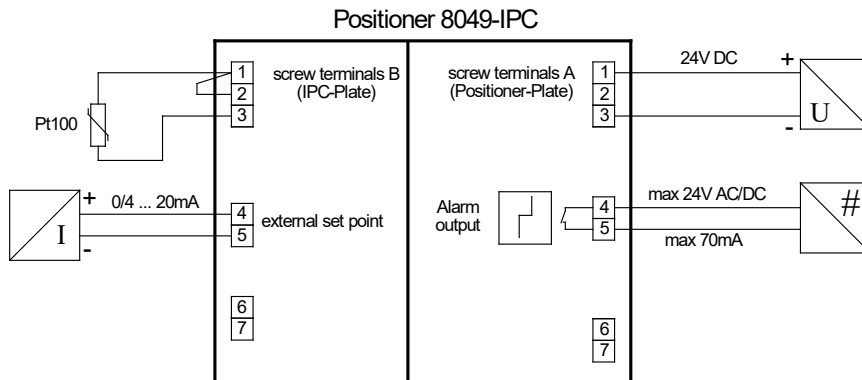 Positioner 8049-IPC
1
2
3
screw terminals B
(IPC-Plate)
Pt100
+
0/4 ... 20mA
I
-
4
5
external set point
6
7
screw terminals A
(Positioner-Plate)
1
2
3
24V DC
+
U
-
Alarm
output
4
5
max 24V AC/DC
max 70mA
#
6
7